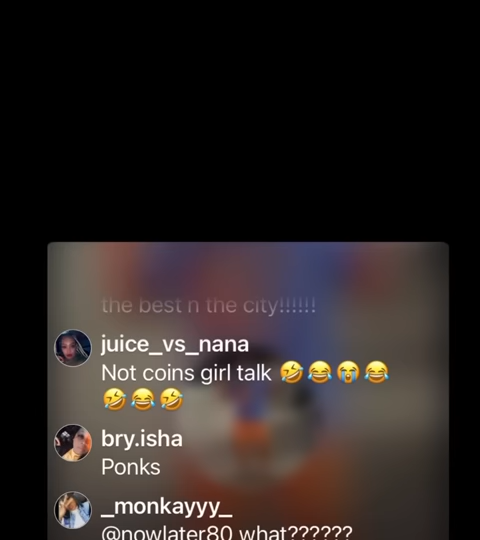 the best n the city!!!!!!
juice_vs_nana
Not coins girl talk 🤣😂😭😂
🤣😂🤣
bry.isha
Ponks
_monkayyy_
@nowlater80 what??????